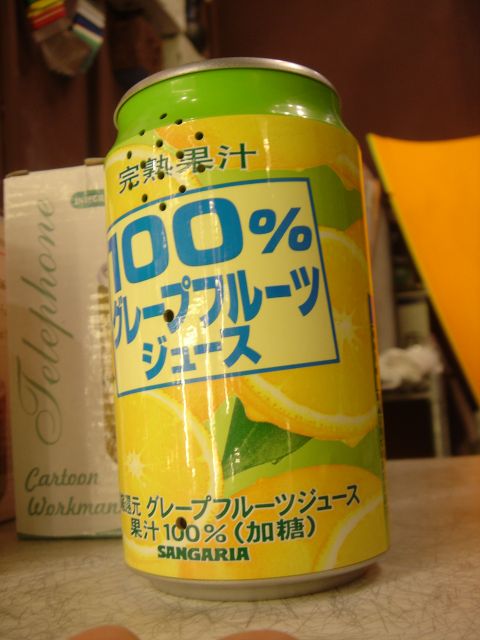 完熟果汁
100%
グレープフルーツ
ジュース
還元 グレープフルーツジュース
果汁100%(加糖)
SANGARIA
Telephone
Cartoon
Workman